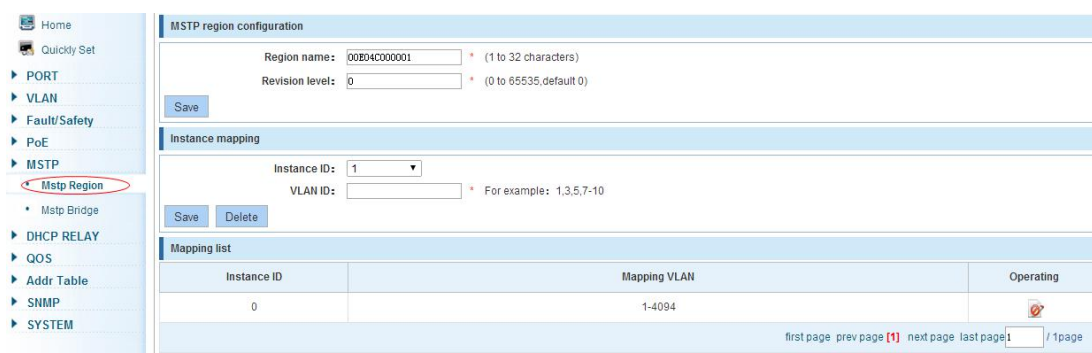 Home
Quickly Set
PORT
VLAN
Fault/Safety
PoE
MSTP
Mstp Region
Mstp Bridge
DHCP RELAY
QOS
Addr Table
SNMP
SYSTEM
MSTP region configuration
Region name: 00E04C000001 * (1 to 32 characters)
Revision level: 0 * (0 to 65535,default 0)
Save
Instance mapping
Instance ID: 1
VLAN ID: * For example: 1,3,5,7-10
Save Delete
Mapping list
Instance ID Mapping VLAN Operating
0 1-4094
first page prev page [1] next page last page 1 / 1page